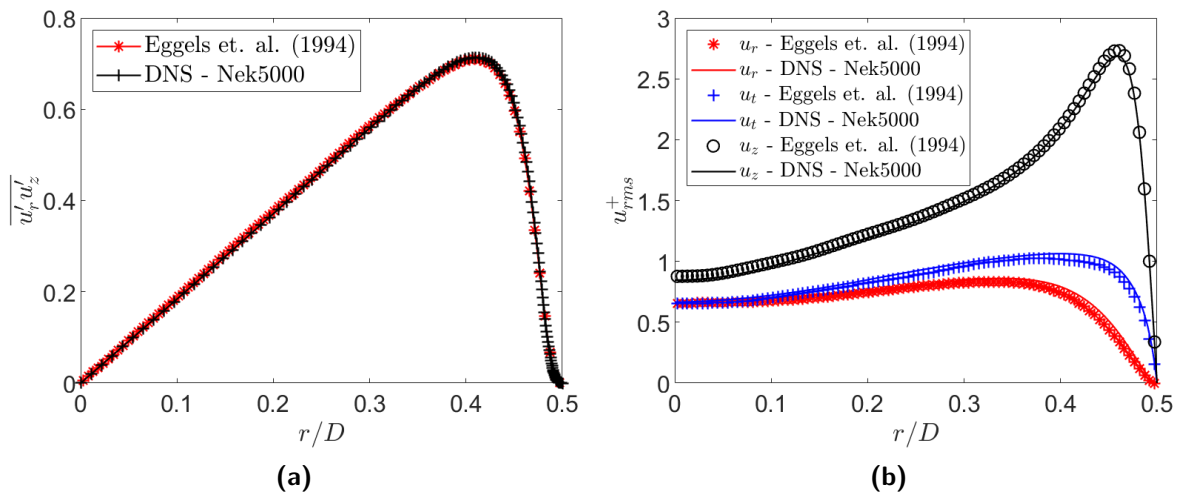 0.8
0.6
0.4
0.2
0
Eggels et. al. (1994)
DNS - Nek5000
0 0.1 0.2 0.3 0.4 0.5
r/D
u′ᵣu′_z
(a)
3
2.5
2
1.5
1
0.5
0
u_r - Eggels et. al. (1994)
u_r - DNS - Nek5000
u_t - Eggels et. al. (1994)
u_t - DNS - Nek5000
u_z - Eggels et. al. (1994)
u_z - DNS - Nek5000
0 0.1 0.2 0.3 0.4 0.5
r/D
u⁺_rms
(b)